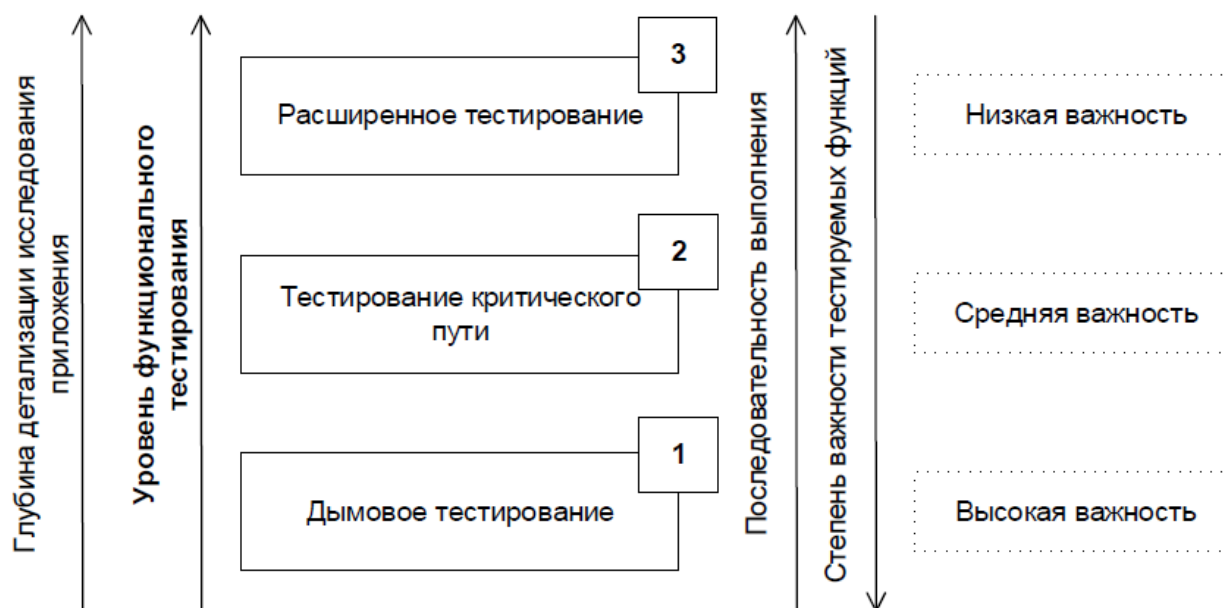 Глубина детализации и исследования
приложения
Уровень функционального
тестирования
3
Расширенное тестирование
2
Тестирование критического
пути
1
Дымовое тестирование
Последовательность выполнения
Степень важности тестируемых функций
Низкая важность
Средняя важность
Высокая важность